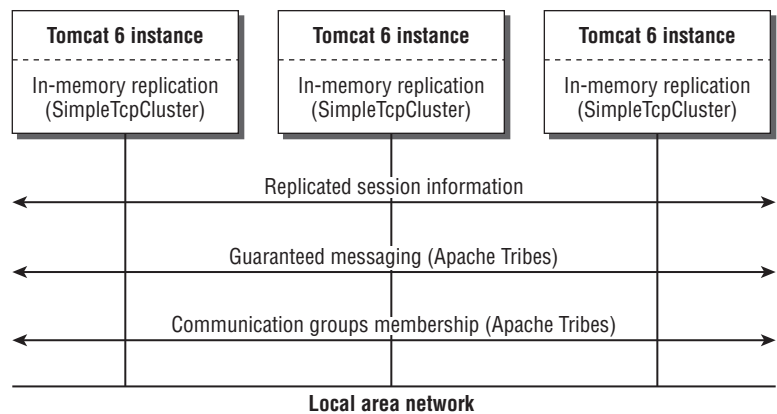 Tomcat 6 instance
In-memory replication
(SimpleTcpCluster)
Tomcat 6 instance
In-memory replication
(SimpleTcpCluster)
Tomcat 6 instance
In-memory replication
(SimpleTcpCluster)
Replicated session information
Guaranteed messaging (Apache Tribes)
Communication groups membership (Apache Tribes)
Local area network